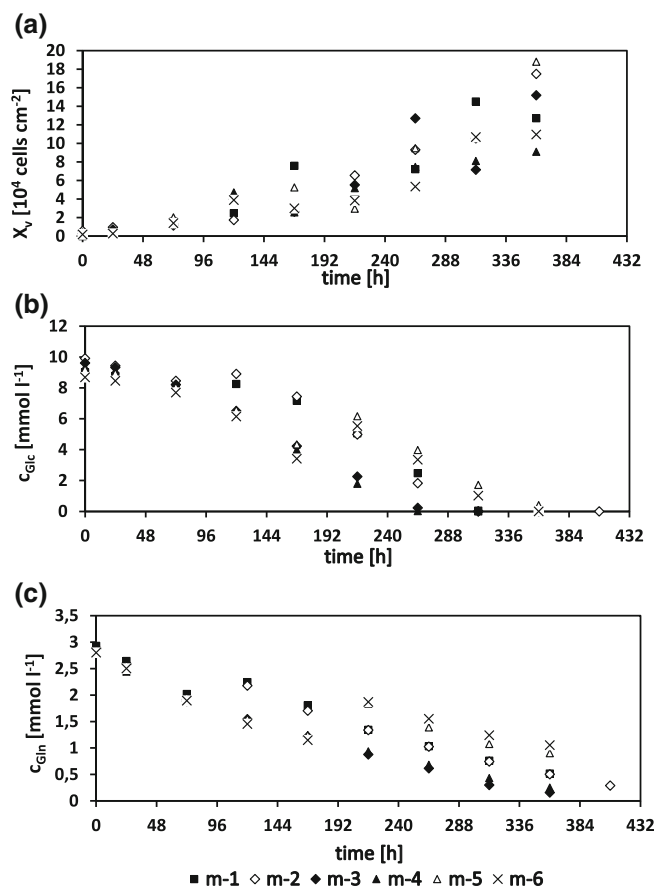 (a)
X_v [10^4 cells cm^-2]
20
18
16
14
12
10
8
6
4
2
0
0 48 96 144 192 240 288 336 384 432
time [h]
(b)
c_Glc [mmol l^-1]
12
10
8
6
4
2
0
0 48 96 144 192 240 288 336 384 432
time [h]
(c)
c_Gln [mmol l^-1]
3,5
3
2,5
2
1,5
1
0,5
0
0 48 96 144 192 240 288 336 384 432
time [h]
■ m-1 ◇ m-2 ◆ m-3 ▲ m-4 △ m-5 × m-6